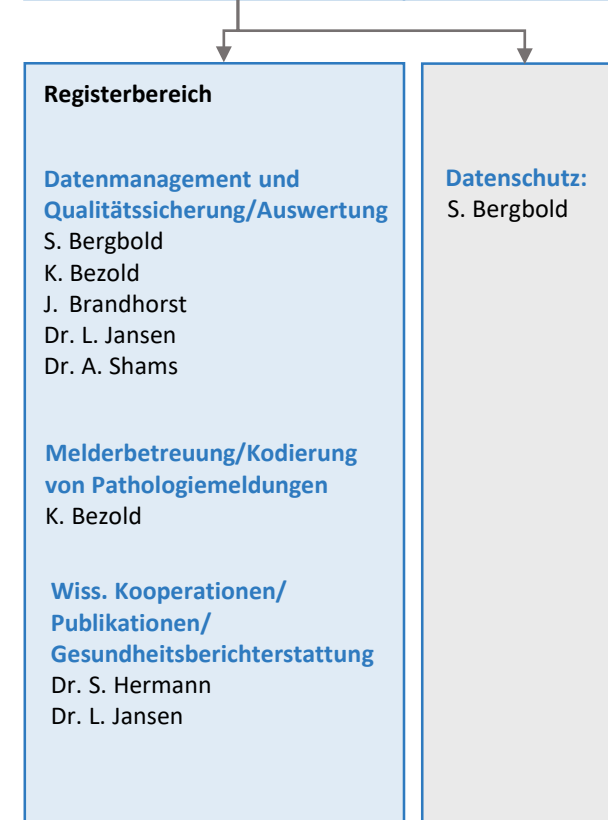 Registerbereich
Datenmanagement und
Qualitätssicherung/Auswertung
S. Bergbold
K. Bezold
J. Brandhorst
Dr. L. Jansen
Dr. A. Shams
Melderbetreuung/Kodierung
von Pathologiemeldungen
K. Bezold
Wiss. Kooperationen/
Publikationen/
Gesundheitsberichterstattung
Dr. S. Hermann
Dr. L. Jansen
Datenschutz:
S. Bergbold